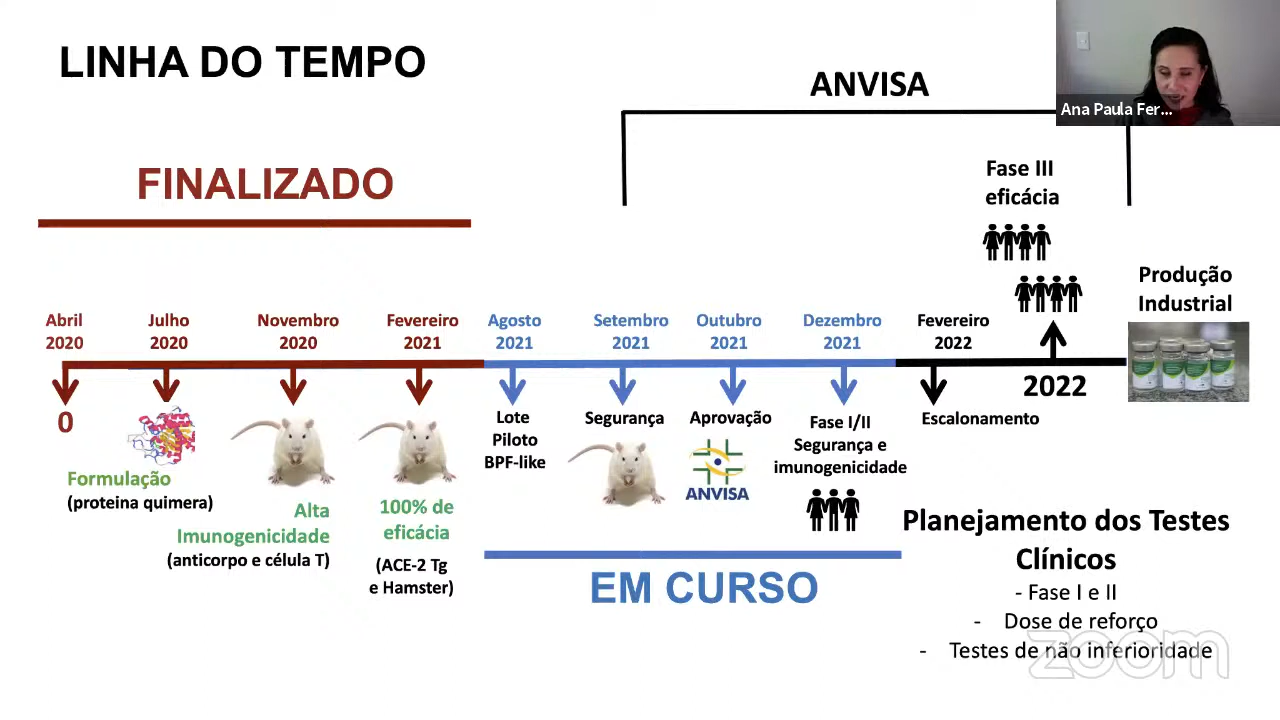 LINHA DO TEMPO
ANVISA
Ana Paula Fer...
FINALIZADO
Fase III
eficácia
Produção
Industrial
Abril
2020
Julho
2020
Novembro
2020
Fevereiro
2021
Agosto
2021
Setembro
2021
Outubro
2021
Dezembro
2021
Fevereiro
2022
2022
0
Formulação
(proteina quimera)
Alta
Imunogenicidade
(anticorpo e célula T)
100% de
eficácia
(ACE-2 Tg
e Hamster)
Lote
Piloto
BPF-like
Segurança
Aprovação
ANVISA
Fase I/II
Segurança e
imunogenicidade
Escalonamento
EM CURSO
Planejamento dos Testes
Clínicos
- Fase I e II
- Dose de reforço
- Testes de não inferioridade
zoom